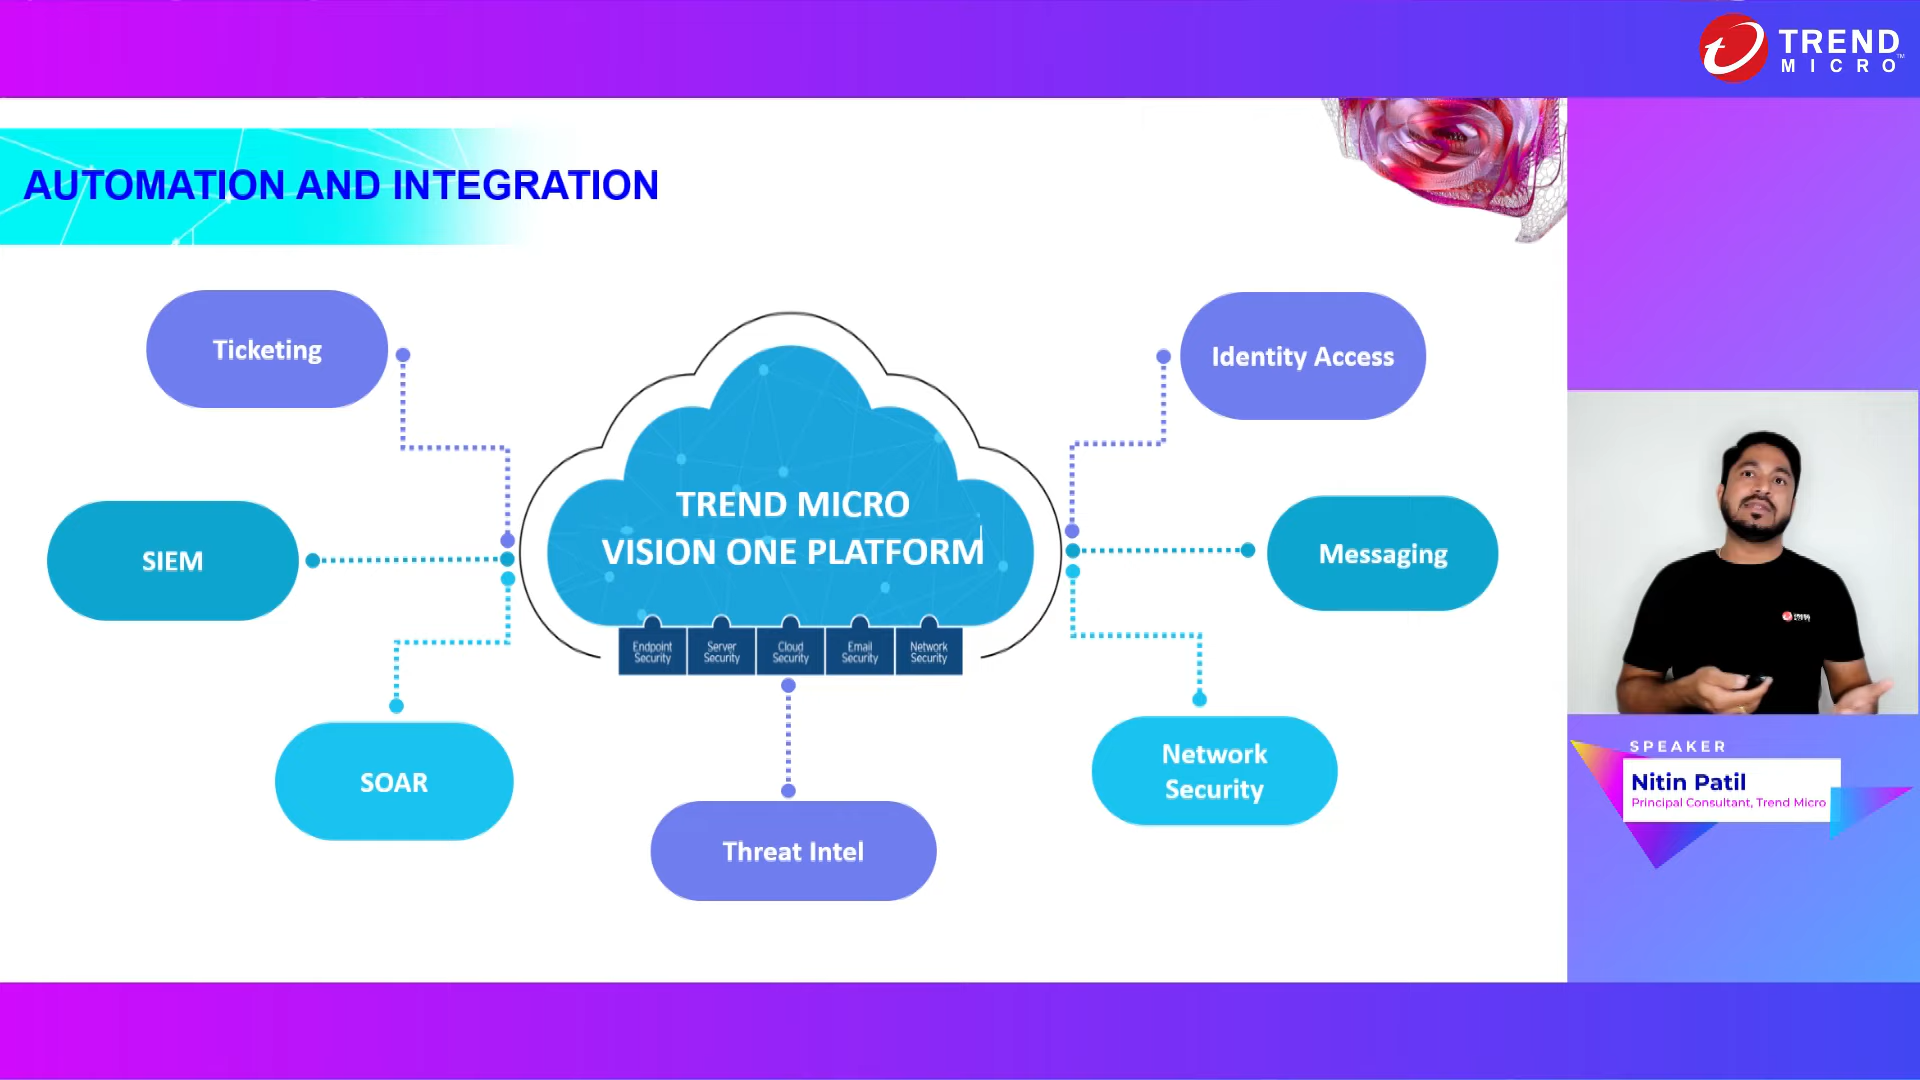 TREND
MICRO
AUTOMATION AND INTEGRATION
Ticketing
Identity Access
TREND MICRO
VISION ONE PLATFORM
SIEM
Messaging
Endpoint
Security
Server
Security
Cloud
Security
Email
Security
Network
Security
SOAR
Network
Security
Threat Intel
SPEAKER
Nitin Patil
Principal Consultant, Trend Micro